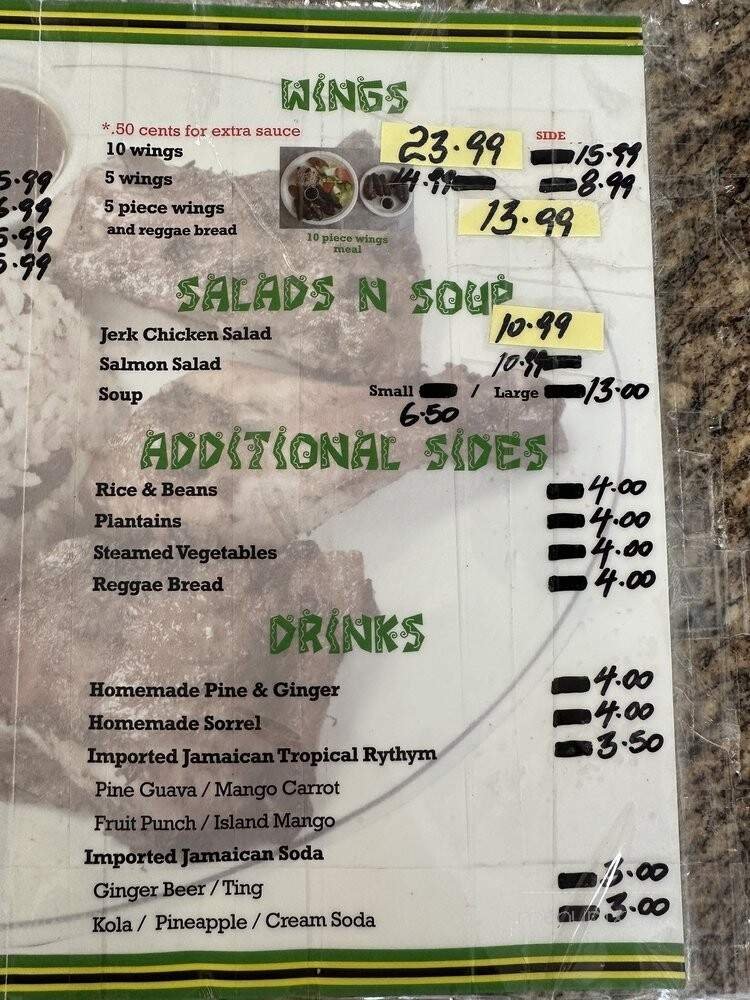 WINGS
*.50 cents for extra sauce
SIDE
10 wings 23.99 15.99
5 wings 14.99 8.99
5 piece wings 13.99
and reggae bread
10 piece wings
meal
5.99
5.99
5.99
SALADS N SOUP
Jerk Chicken Salad 10.99
Salmon Salad 10.99
Soup Small / Large 13.00
6.50
ADDITIONAL SIDES
Rice & Beans 4.00
Plantains 4.00
Steamed Vegetables 4.00
Reggae Bread 4.00
DRINKS
Homemade Pine & Ginger 4.00
Homemade Sorrel 4.00
Imported Jamaican Tropical Rythym 3.50
Pine Guava / Mango Carrot
Fruit Punch / Island Mango
Imported Jamaican Soda
Ginger Beer / Ting 3.00
Kola / Pineapple / Cream Soda 3.00